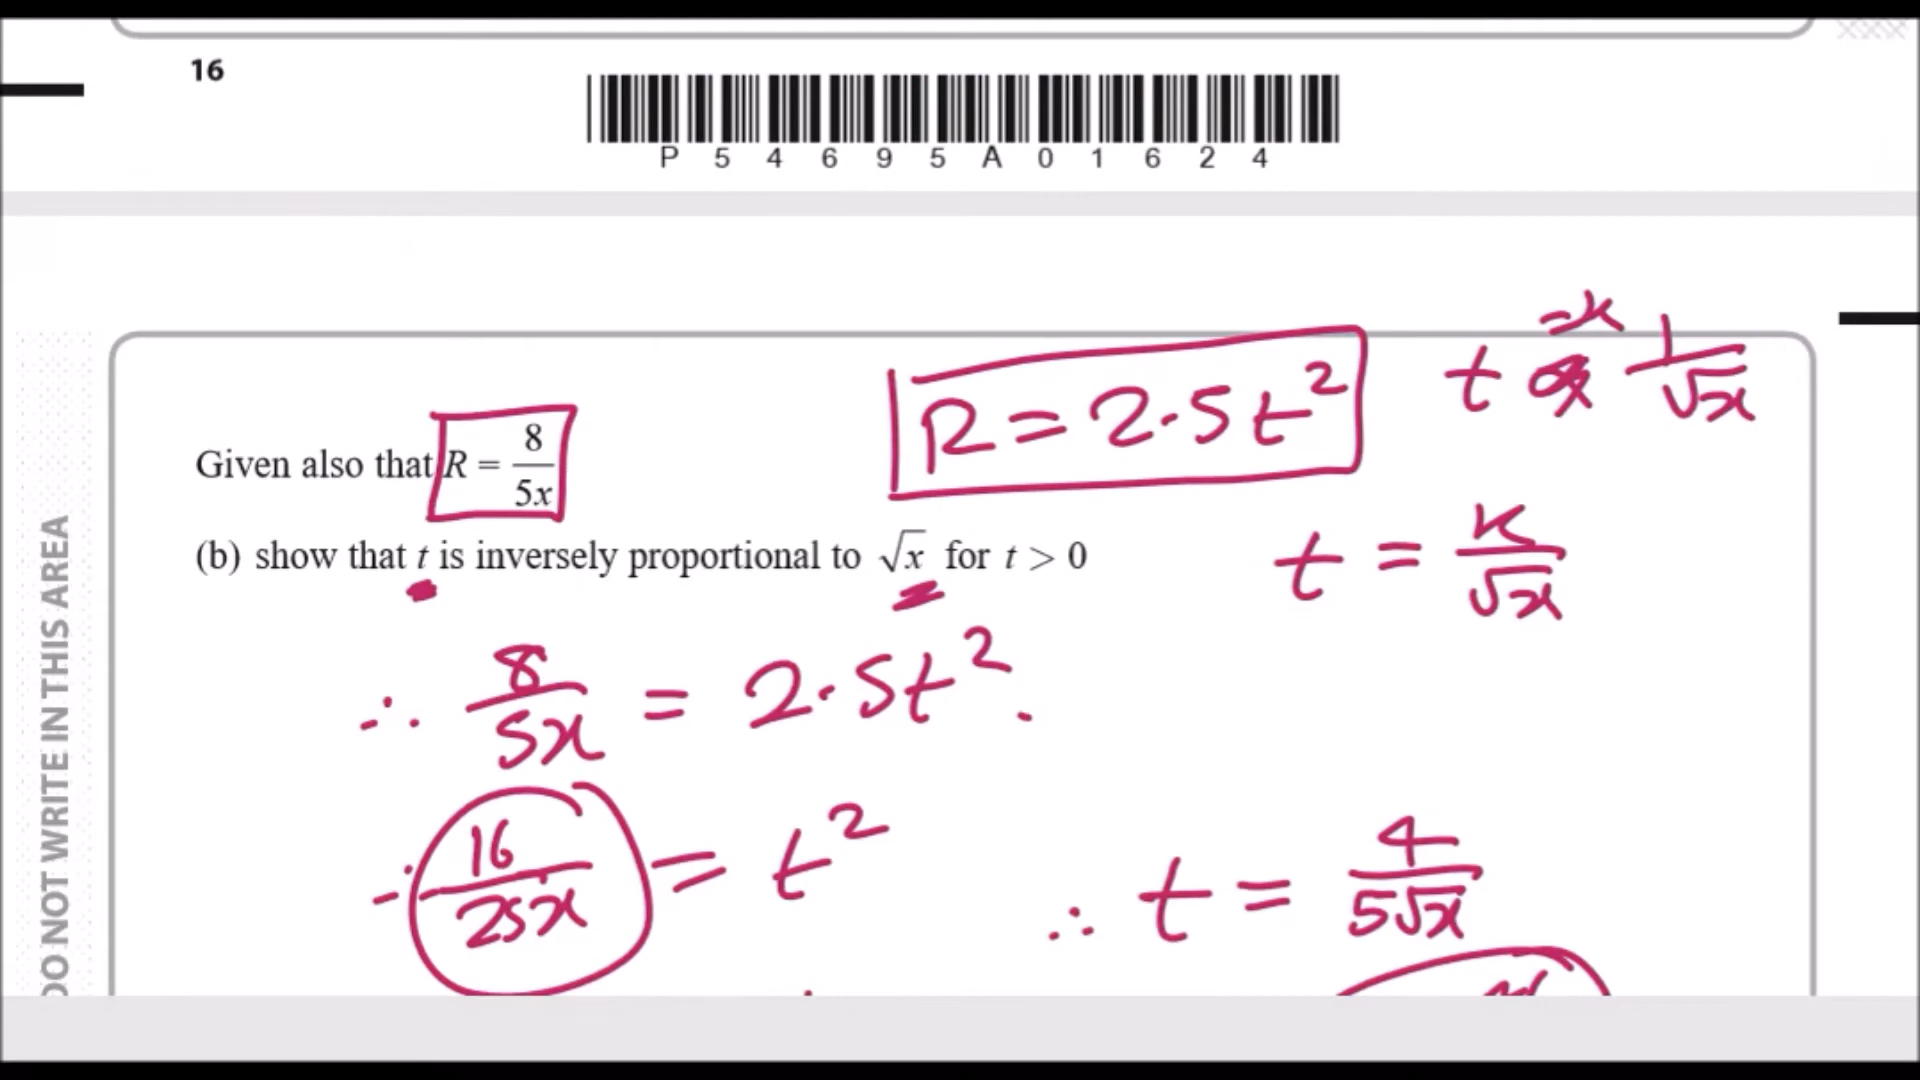 16
P 5 4 6 9 5 A 0 1 6 2 4
DO NOT WRITE IN THIS AREA
R = 2·5t²
t = k 1/√x
Given also that R = 8/5x
(b) show that t is inversely proportional to √x for t > 0
t = k/√x
∴ 8/5x = 2·5t².
∴ 16/25x = t²
∴ t = 4/5√x